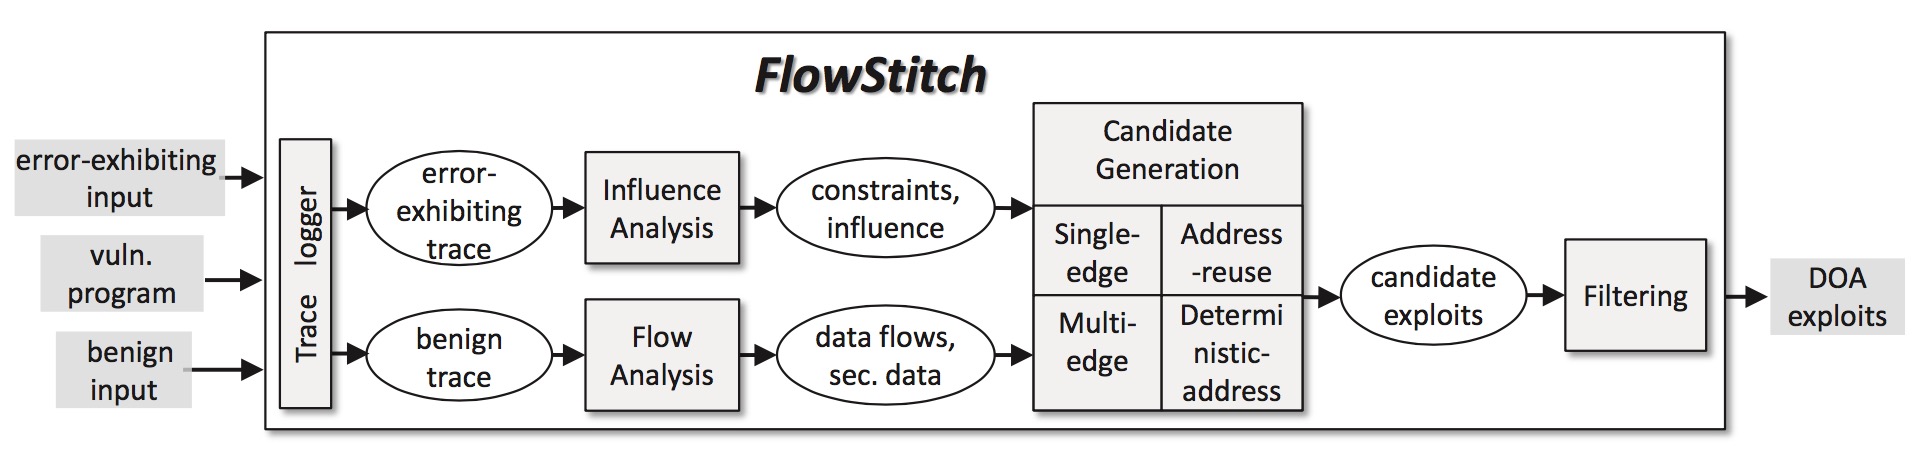 FlowStitch
error-exhibiting
input
vuln.
program
benign
input
Trace logger
error-
exhibiting
trace
Influence
Analysis
constraints,
influence
benign
trace
Flow
Analysis
data flows,
sec. data
Candidate
Generation
Single-
edge
Address
-reuse
Multi-
edge
Determi
nistic-
address
candidate
exploits
Filtering
DOA
exploits